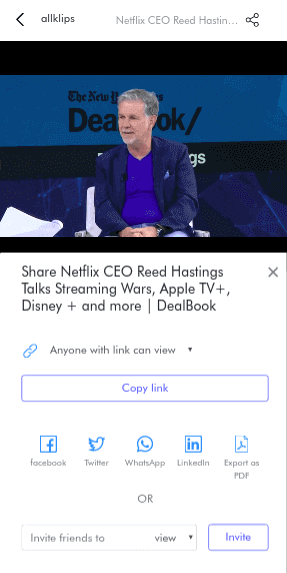 allklips
Netflix CEO Reed Hastin...
The New York Times
DealBook/
ngs
Share Netflix CEO Reed Hastings
Talks Streaming Wars, Apple TV+,
Disney + and more | DealBook
Anyone with link can view
Copy link
facebook Twitter WhatsApp LinkedIn Export as
PDF
OR
Invite friends to view Invite